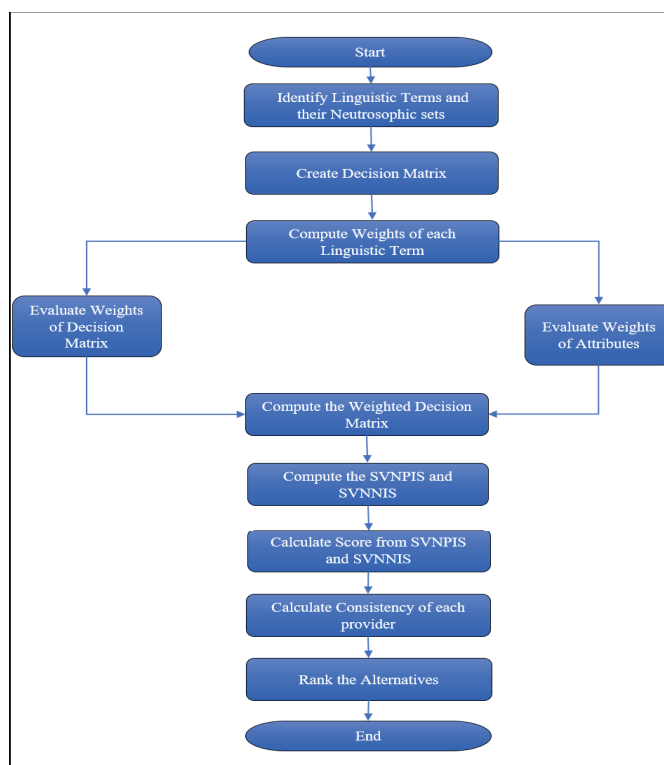 Start
Identify Linguistic Terms and
their Neutrosophic sets
Create Decision Matrix
Compute Weights of each
Linguistic Term
Evaluate Weights
of Decision
Matrix
Evaluate Weights
of Attributes
Compute the Weighted Decision
Matrix
Compute the SVNPIS and
SVNNIS
Calculate Score from SVNPIS
and SVNNIS
Calculate Consistency of each
provider
Rank the Alternatives
End